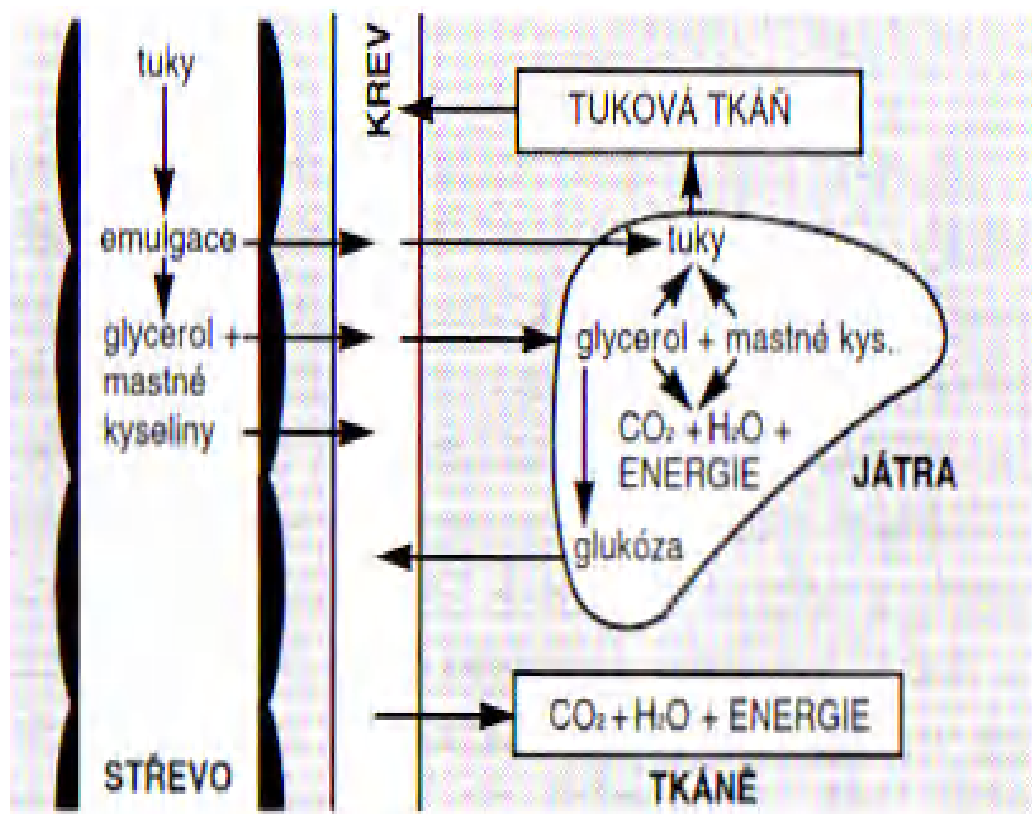 tuky
emulgace
glycerol +
mastné
kyseliny
STŘEVO
KREV
TUKOVÁ TKÁŇ
tuky
glycerol + mastné kys..
CO₂ + H₂O +
ENERGIE
glukóza
JÁTRA
CO₂ + H₂O + ENERGIE
TKÁNĚ